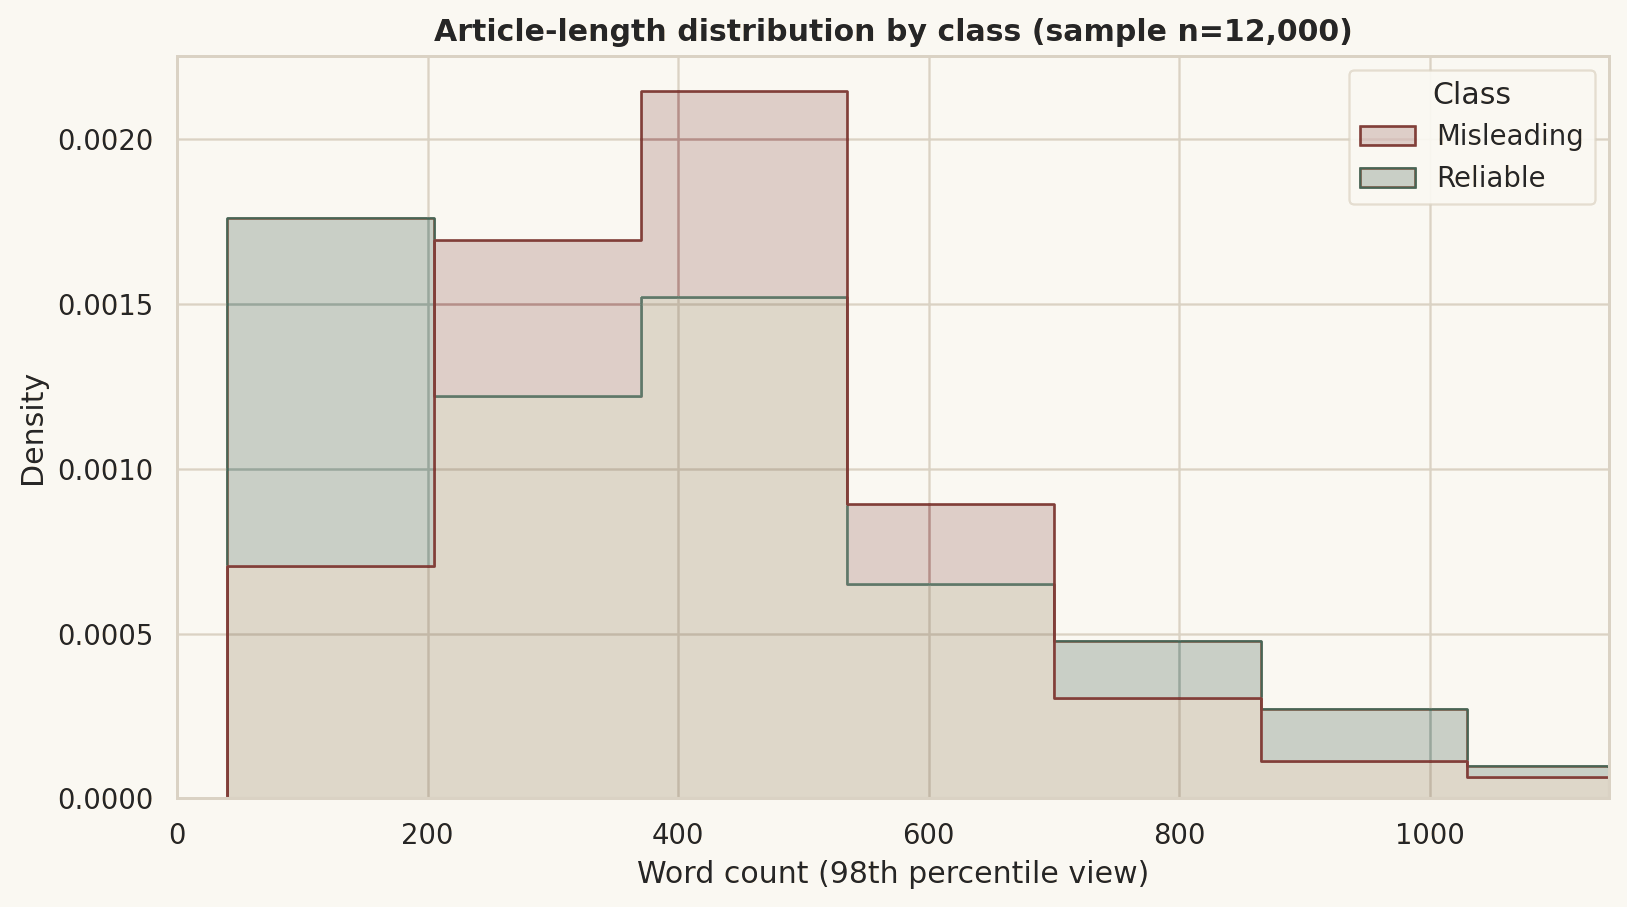 Article-length distribution by class (sample n=12,000)
Class
Misleading
Reliable
Density
0.0020
0.0015
0.0010
0.0005
0.0000
0 200 400 600 800 1000
Word count (98th percentile view)